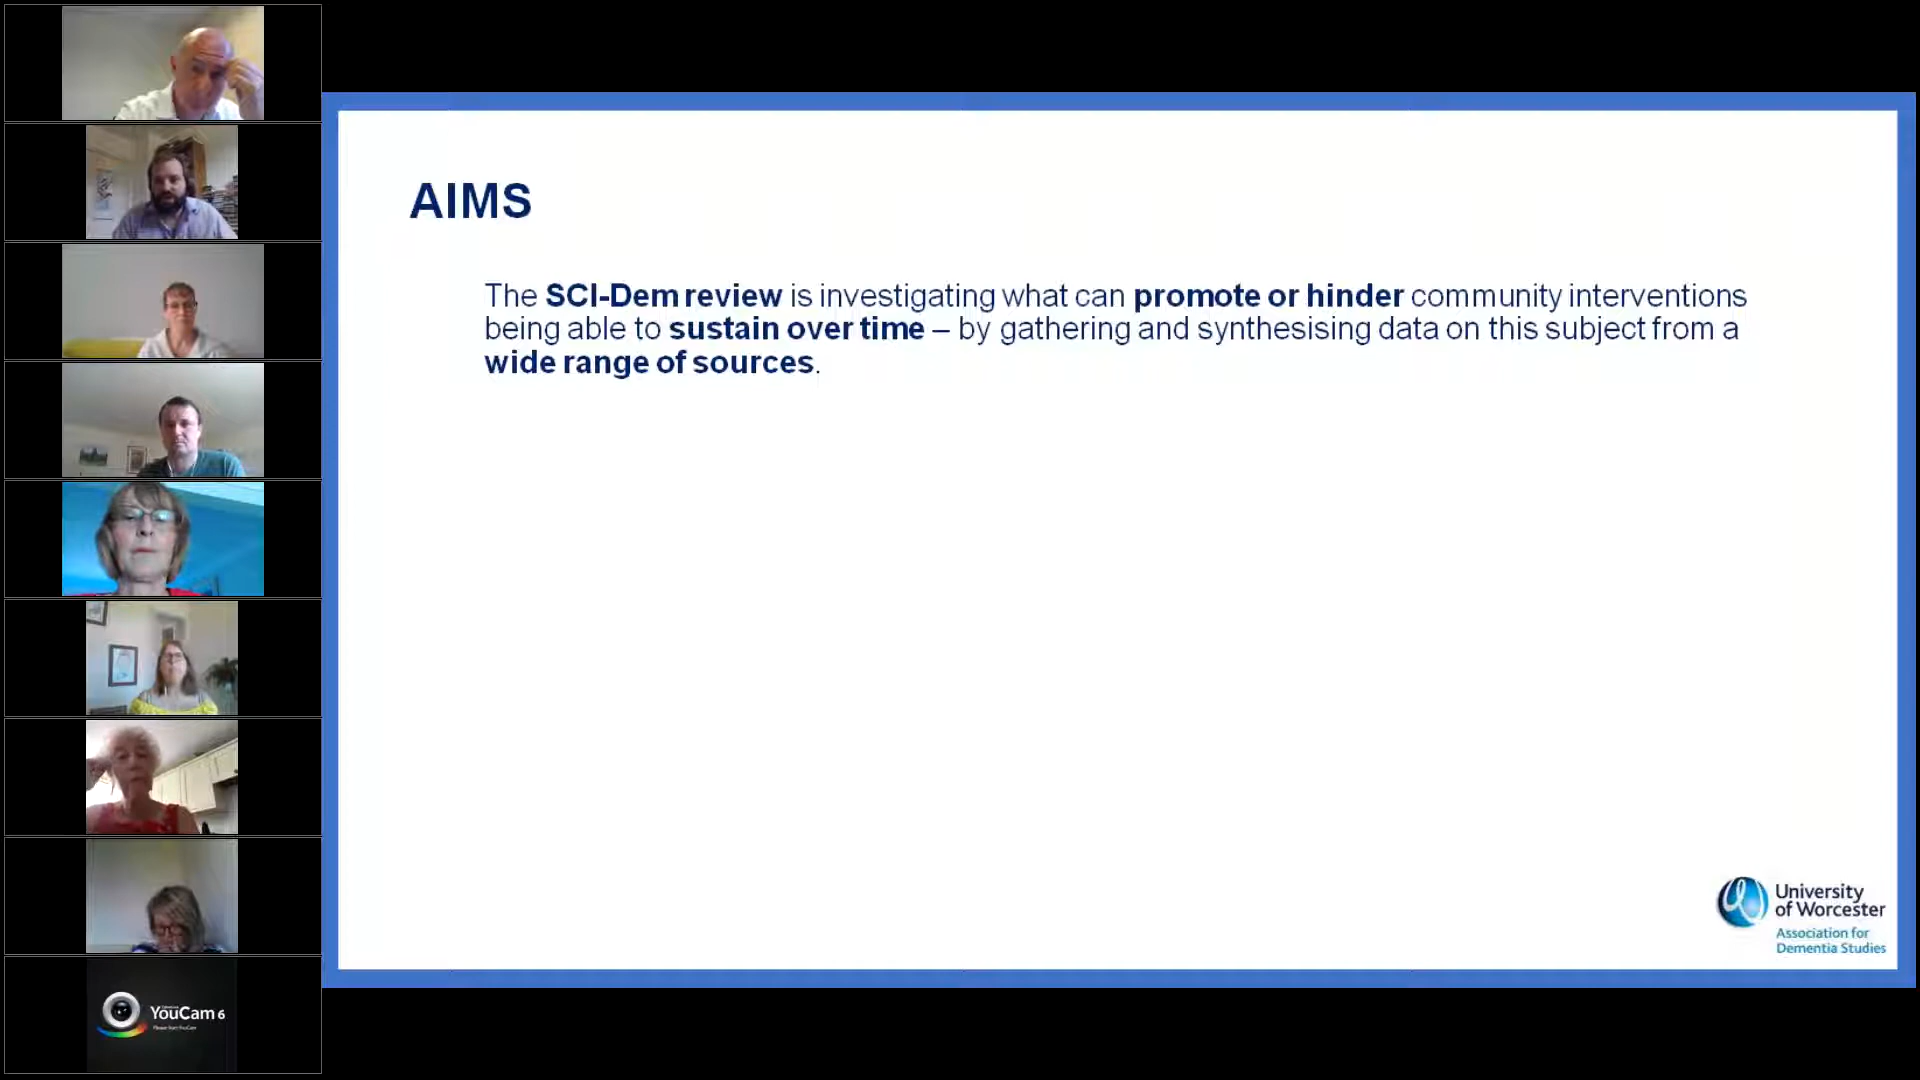 AIMS
The SCI-Dem review is investigating what can promote or hinder community interventions
being able to sustain over time – by gathering and synthesising data on this subject from a
wide range of sources.
University
of Worcester
Association for
Dementia Studies
YouCam 6